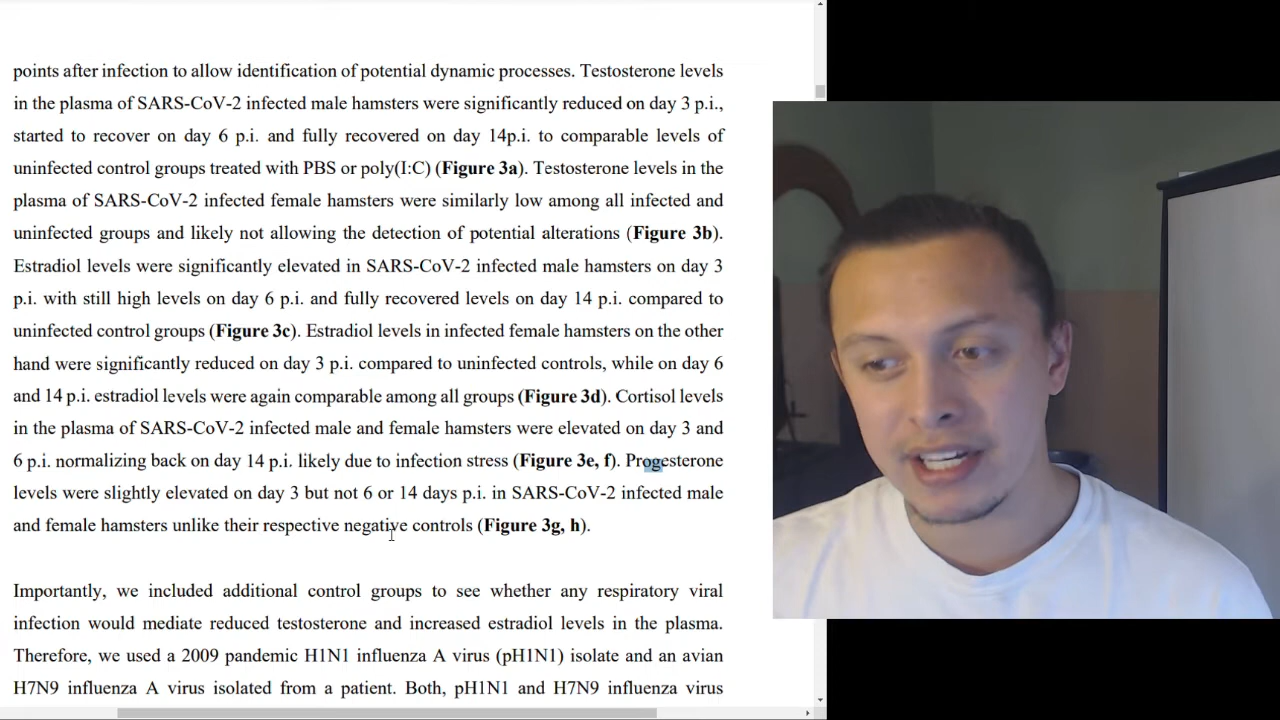 points after infection to allow identification of potential dynamic processes. Testosterone levels
in the plasma of SARS-CoV-2 infected male hamsters were significantly reduced on day 3 p.i.,
started to recover on day 6 p.i. and fully recovered on day 14p.i. to comparable levels of
uninfected control groups treated with PBS or poly(I:C) (Figure 3a). Testosterone levels in the
plasma of SARS-CoV-2 infected female hamsters were similarly low among all infected and
uninfected groups and likely not allowing the detection of potential alterations (Figure 3b).
Estradiol levels were significantly elevated in SARS-CoV-2 infected male hamsters on day 3
p.i. with still high levels on day 6 p.i. and fully recovered levels on day 14 p.i. compared to
uninfected control groups (Figure 3c). Estradiol levels in infected female hamsters on the other
hand were significantly reduced on day 3 p.i. compared to uninfected controls, while on day 6
and 14 p.i. estradiol levels were again comparable among all groups (Figure 3d). Cortisol levels
in the plasma of SARS-CoV-2 infected male and female hamsters were elevated on day 3 and
6 p.i. normalizing back on day 14 p.i. likely due to infection stress (Figure 3e, f). Progesterone
levels were slightly elevated on day 3 but not 6 or 14 days p.i. in SARS-CoV-2 infected male
and female hamsters unlike their respective negative controls (Figure 3g, h).
Importantly, we included additional control groups to see whether any respiratory viral
infection would mediate reduced testosterone and increased estradiol levels in the plasma.
Therefore, we used a 2009 pandemic H1N1 influenza A virus (pH1N1) isolate and an avian
H7N9 influenza A virus isolated from a patient. Both, pH1N1 and H7N9 influenza virus